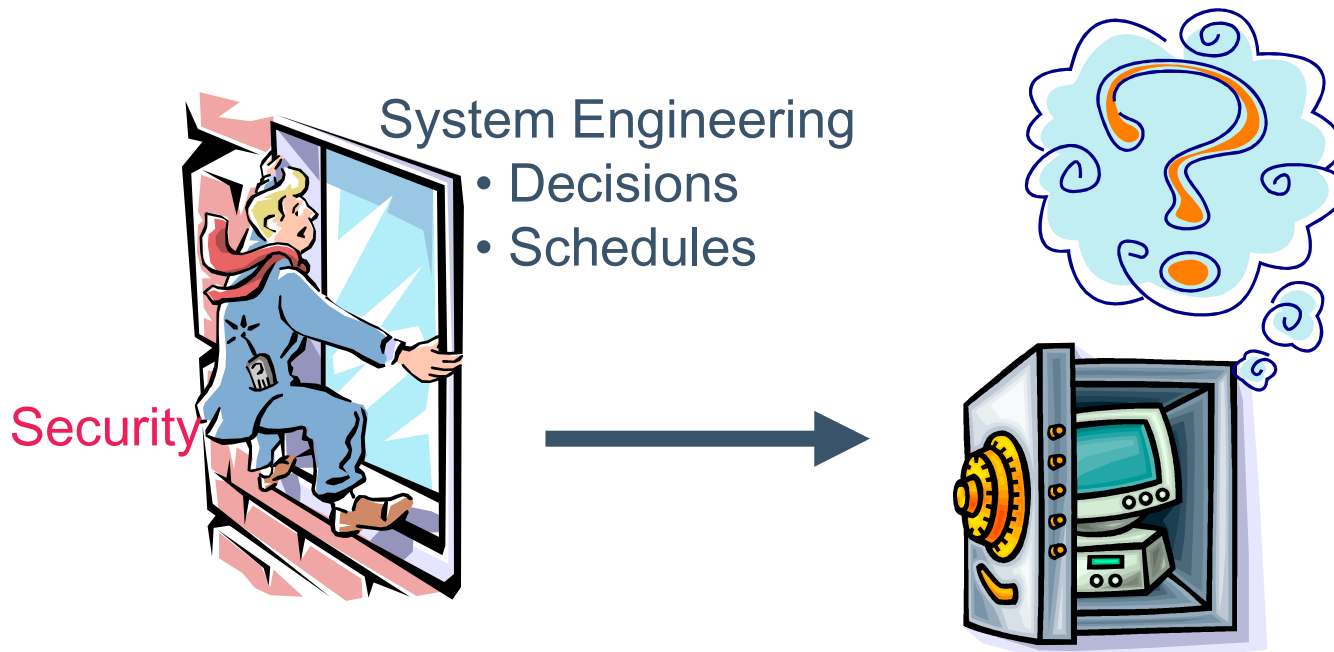 System Engineering
• Decisions
• Schedules
Security